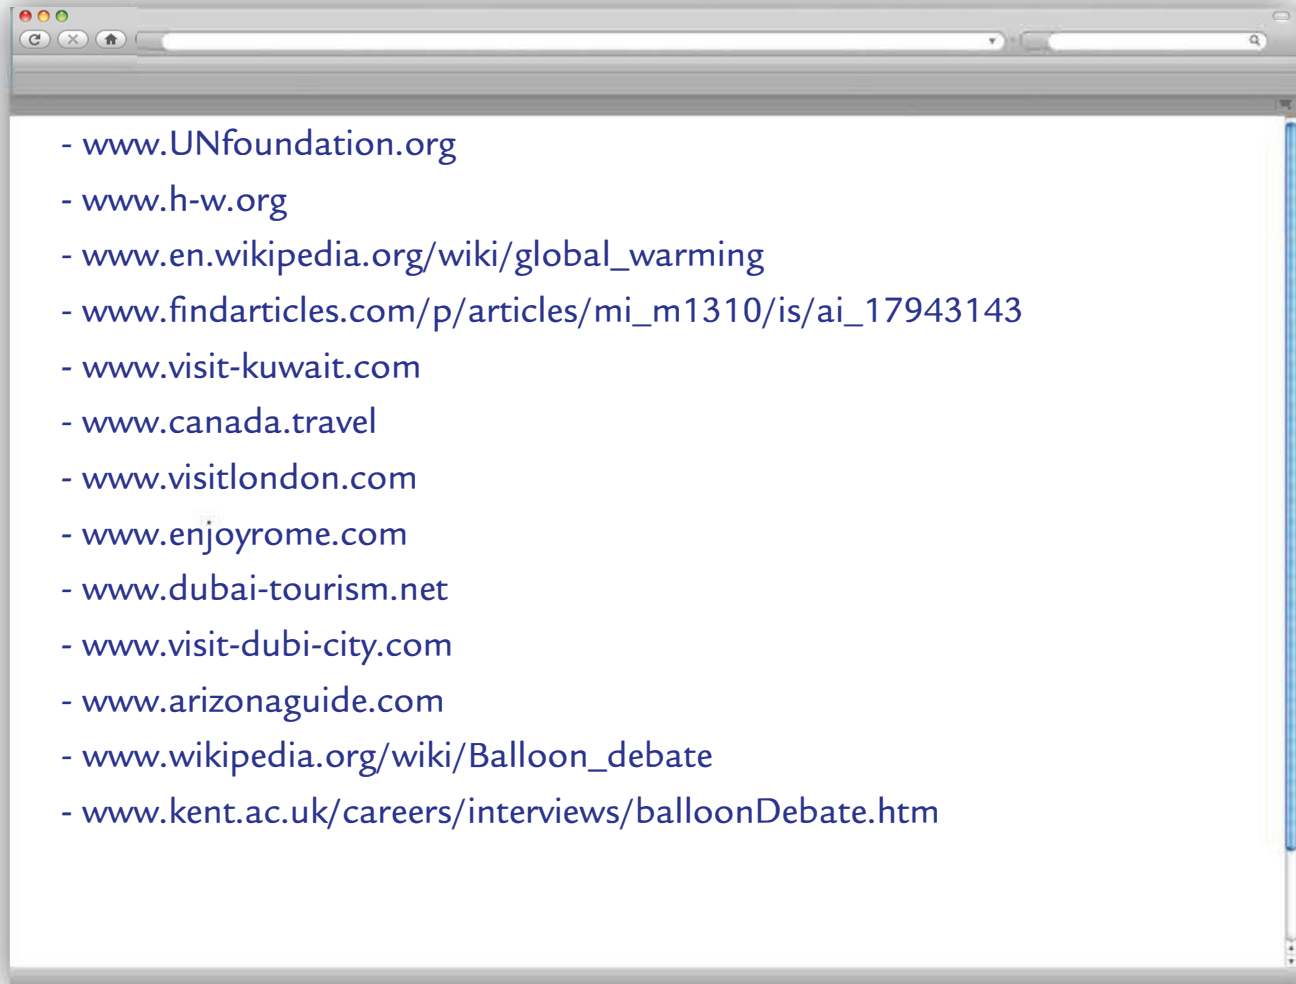 - www.UNfoundation.org
- www.h-w.org
- www.en.wikipedia.org/wiki/global_warming
- www.findarticles.com/p/articles/mi_m1310/is/ai_17943143
- www.visit-kuwait.com
- www.canada.travel
- www.visitlondon.com
- www.enjoyrome.com
- www.dubai-tourism.net
- www.visit-dubi-city.com
- www.arizonaguide.com
- www.wikipedia.org/wiki/Balloon_debate
- www.kent.ac.uk/careers/interviews/balloonDebate.htm